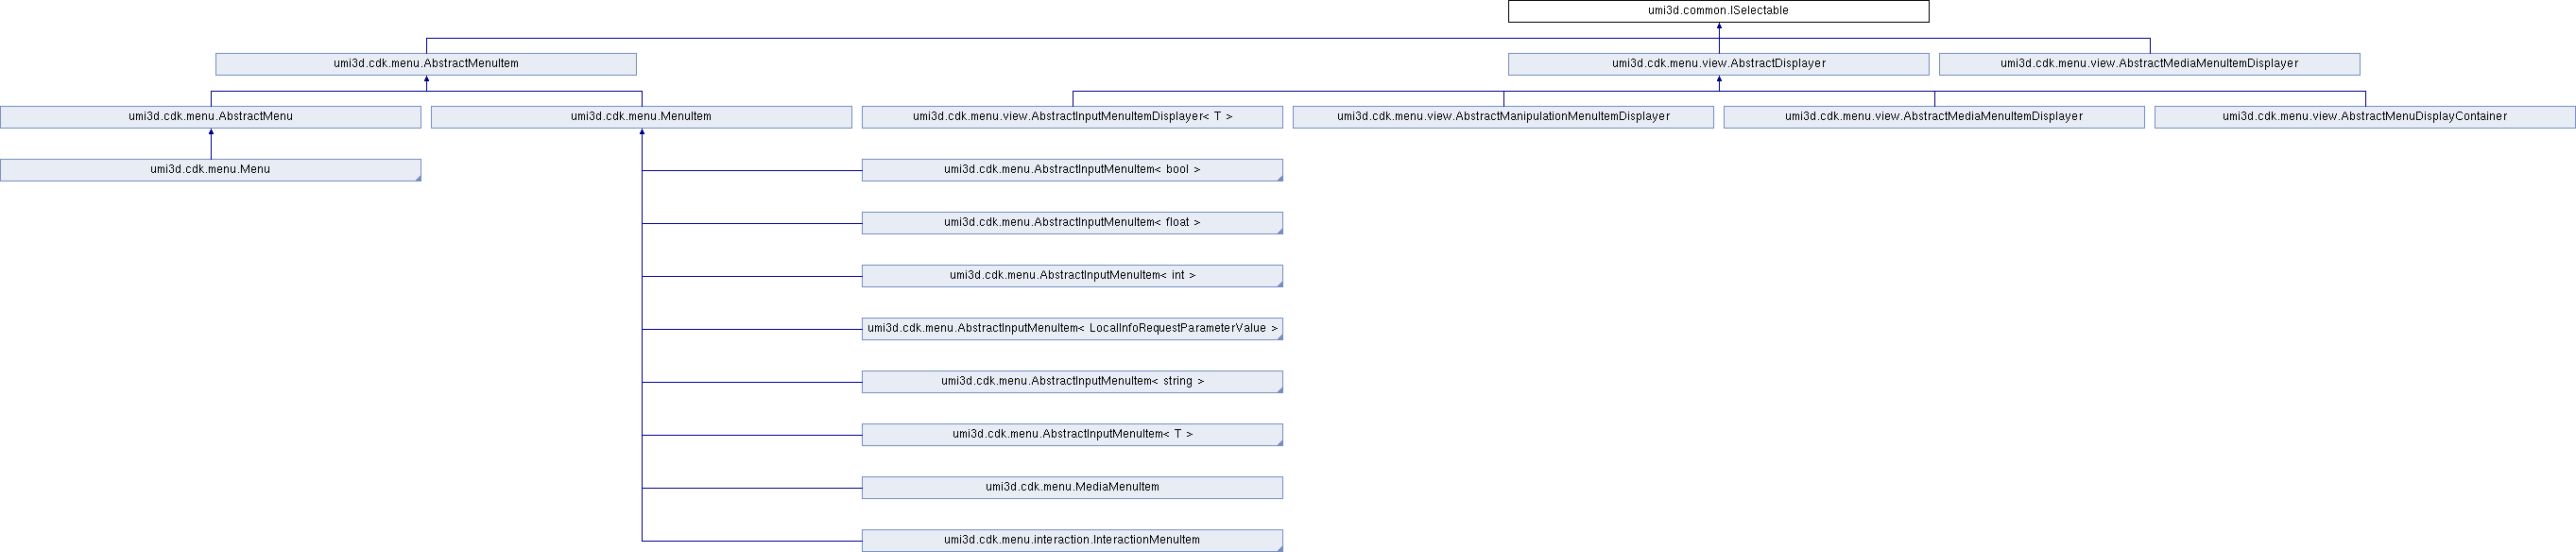 umi3d.common.ISelectable
umi3d.cdk.menu.AbstractMenuItem
umi3d.cdk.menu.view.AbstractDisplayer
umi3d.cdk.menu.view.AbstractMediaMenuItemDisplayer
umi3d.cdk.menu.AbstractMenu
umi3d.cdk.menu.MenuItem
umi3d.cdk.menu.view.AbstractInputMenuItemDisplayer< T >
umi3d.cdk.menu.view.AbstractManipulationMenuItemDisplayer
umi3d.cdk.menu.view.AbstractMediaMenuItemDisplayer
umi3d.cdk.menu.view.AbstractMenuDisplayContainer
umi3d.cdk.menu.Menu
umi3d.cdk.menu.AbstractInputMenuItem< bool >
umi3d.cdk.menu.AbstractInputMenuItem< float >
umi3d.cdk.menu.AbstractInputMenuItem< int >
umi3d.cdk.menu.AbstractInputMenuItem< LocalInfoRequestParameterValue >
umi3d.cdk.menu.AbstractInputMenuItem< string >
umi3d.cdk.menu.AbstractInputMenuItem< T >
umi3d.cdk.menu.MediaMenuItem
umi3d.cdk.menu.interaction.InteractionMenuItem